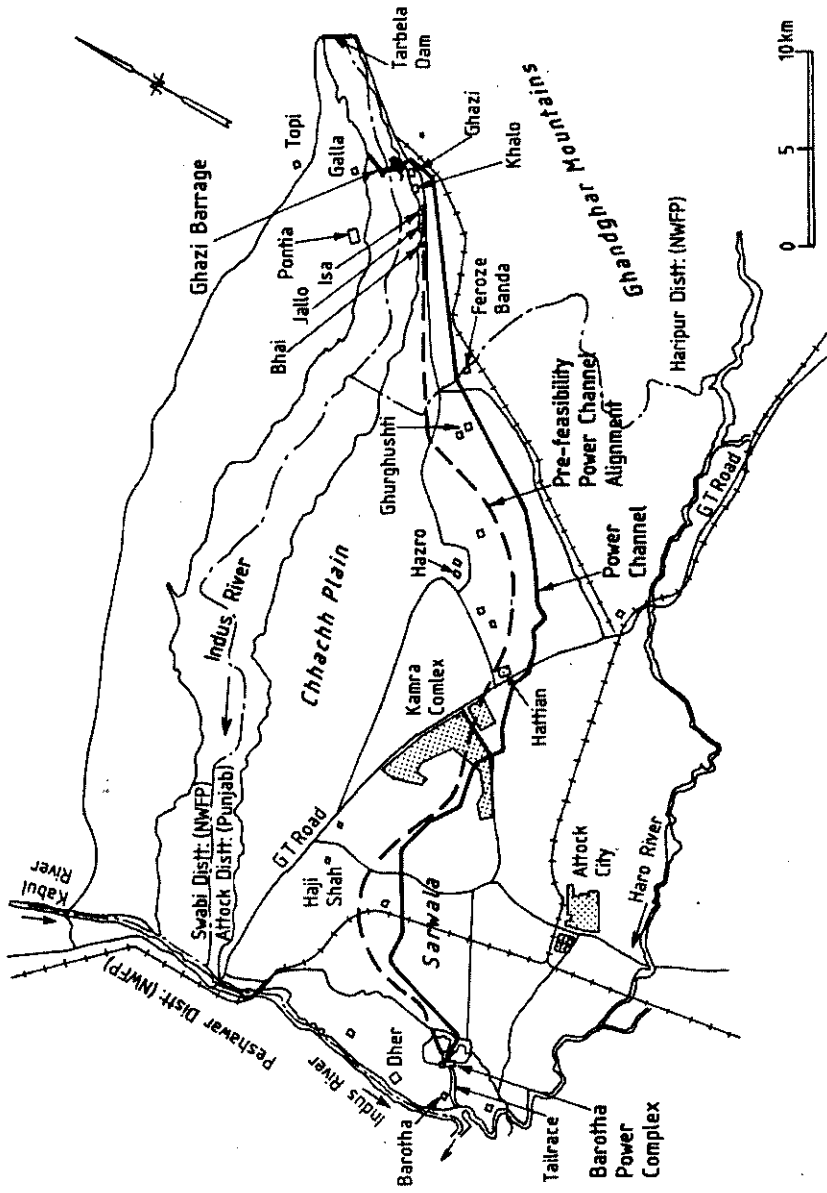 Tarbela
Dam
Topi
Galla
Ghazi
Khalo
Ghazi Barrage
Pontia
Isa
Jallo
Bhai
Ghandghar Mountains
Feroze
Banda
Haripur Distt: (NWFP)
10km
5
0
Ghurghushti
Pre-feasibility
Power Channel
Alignment
Indus River
Chhachh Plain
Hazro
Power
Channel
GT Road
Kamra
Comlex
Hattian
Swabi Distt: (NWFP)
Attock Distt: (Punjab)
GT Road
Haji
Shah
Kabul
River
Sarwala
Attock
City
Haro River
Peshawar Distt: (NWFP)
Indus River
Dher
Barotha
Tailrace
Barotha
Power
Complex